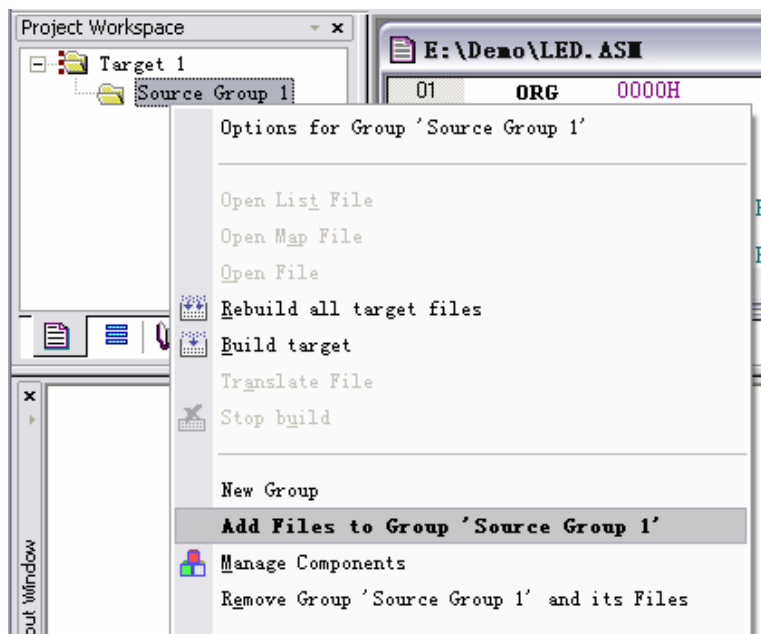 Project Workspace
Target 1
Source Group 1
E:\Demo\LED.ASM
01 ORG 0000H
Options for Group 'Source Group 1'
Open List File
Open Map File
Open File
Rebuild all target files
Build target
Translate File
Stop build
New Group
Add Files to Group 'Source Group 1'
Manage Components
Remove Group 'Source Group 1' and its Files
Window